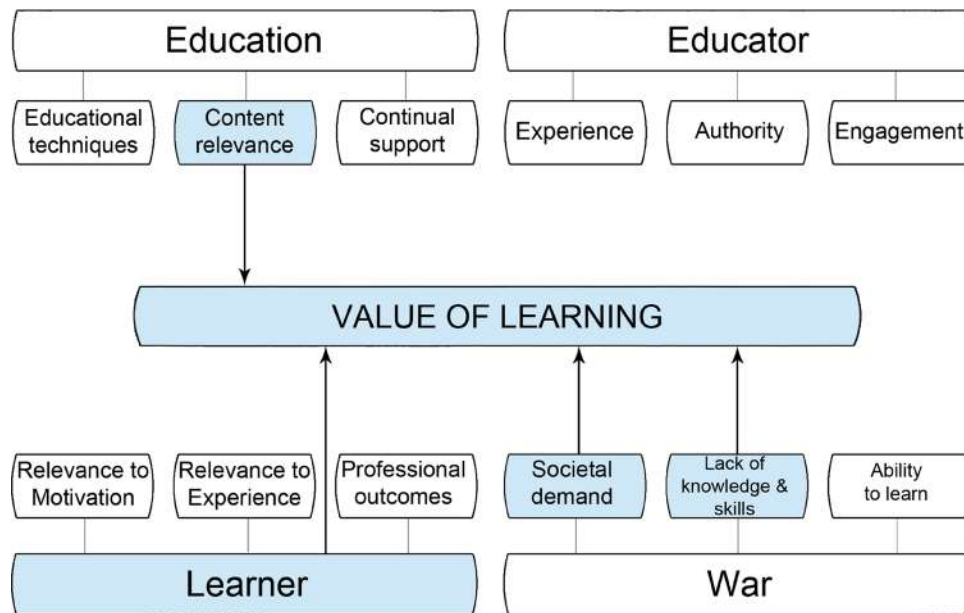 Education
Educator
Educational
techniques
Content
relevance
Continual
support
Experience
Authority
Engagement
VALUE OF LEARNING
Relevance to
Motivation
Relevance to
Experience
Professional
outcomes
Societal
demand
Lack of
knowledge &
skills
Ability
to learn
Learner
War